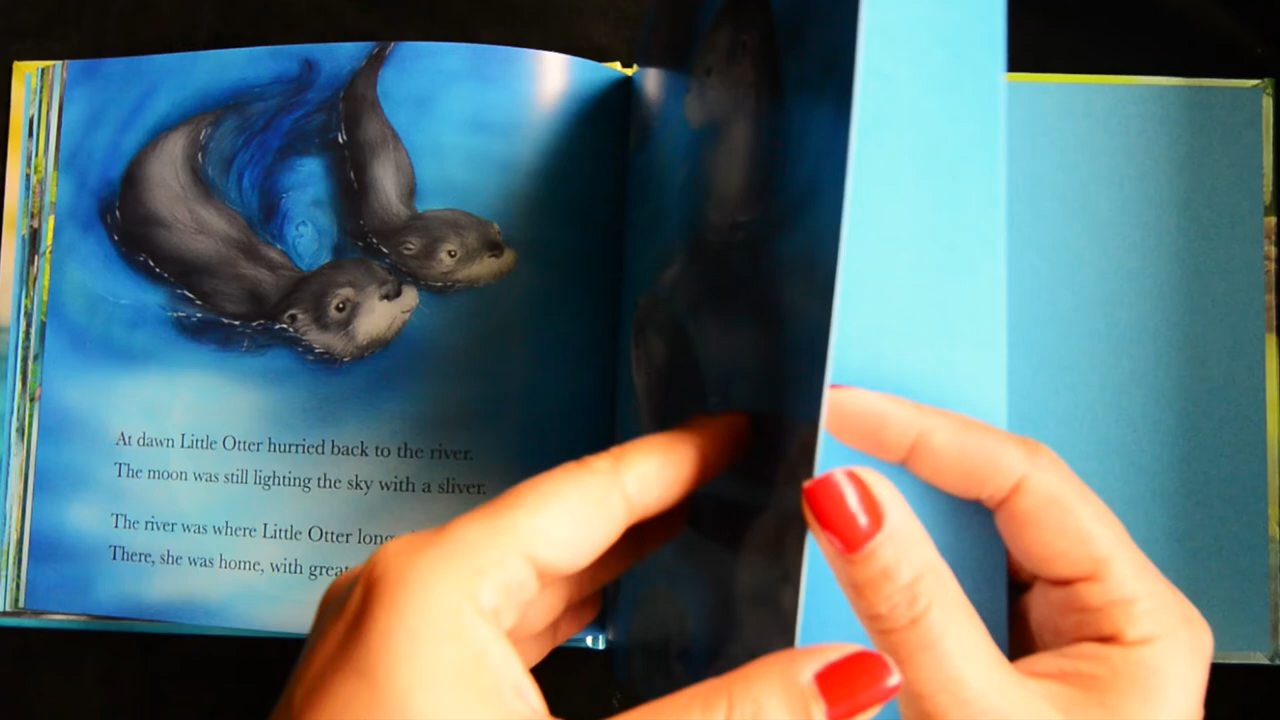 At dawn Little Otter hurried back to the river.
The moon was still lighting the sky with a sliver.
The river was where Little Otter
There, she was home, with